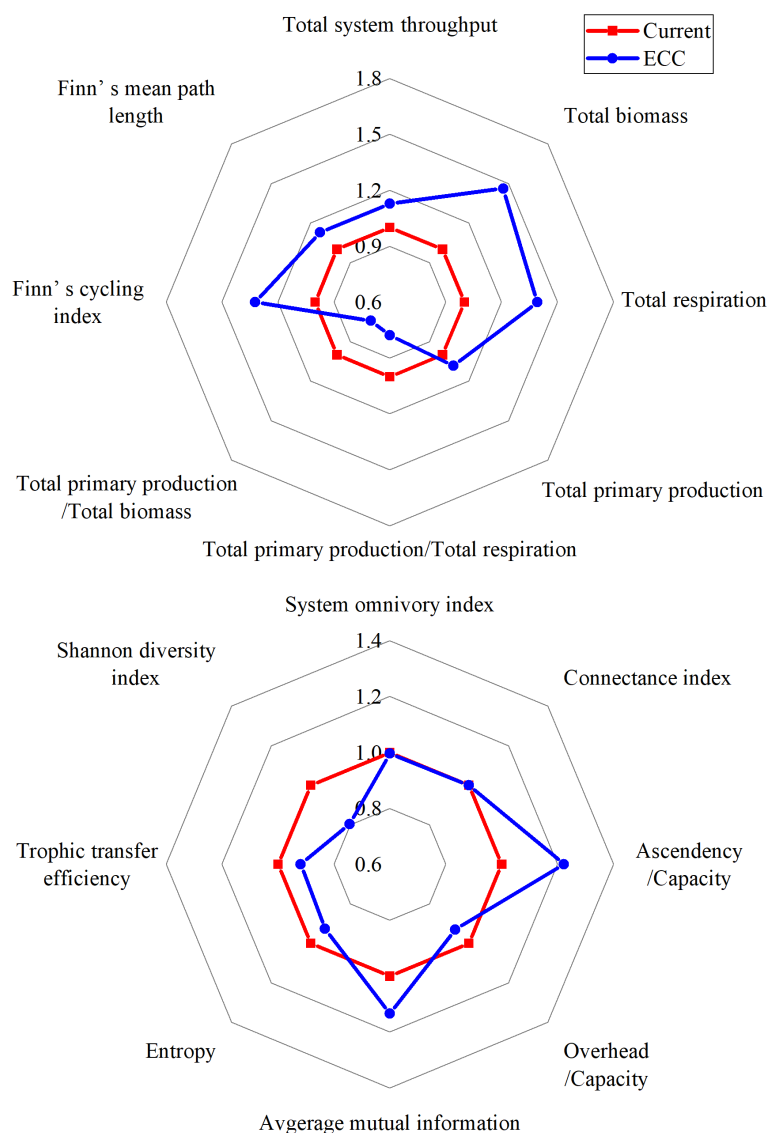 Total system throughput
Current
ECC
Finn’ s mean path
length
1.8
Total biomass
1.5
1.2
0.9
Finn’ s cycling
index
0.6
Total respiration
Total primary production
/Total biomass
Total primary production
Total primary production/Total respiration
System omnivory index
1.4
Shannon diversity
index
Connectance index
1.2
1.0
0.8
Trophic transfer
efficiency
0.6
Ascendency
/Capacity
Entropy
Overhead
/Capacity
Avgerage mutual information